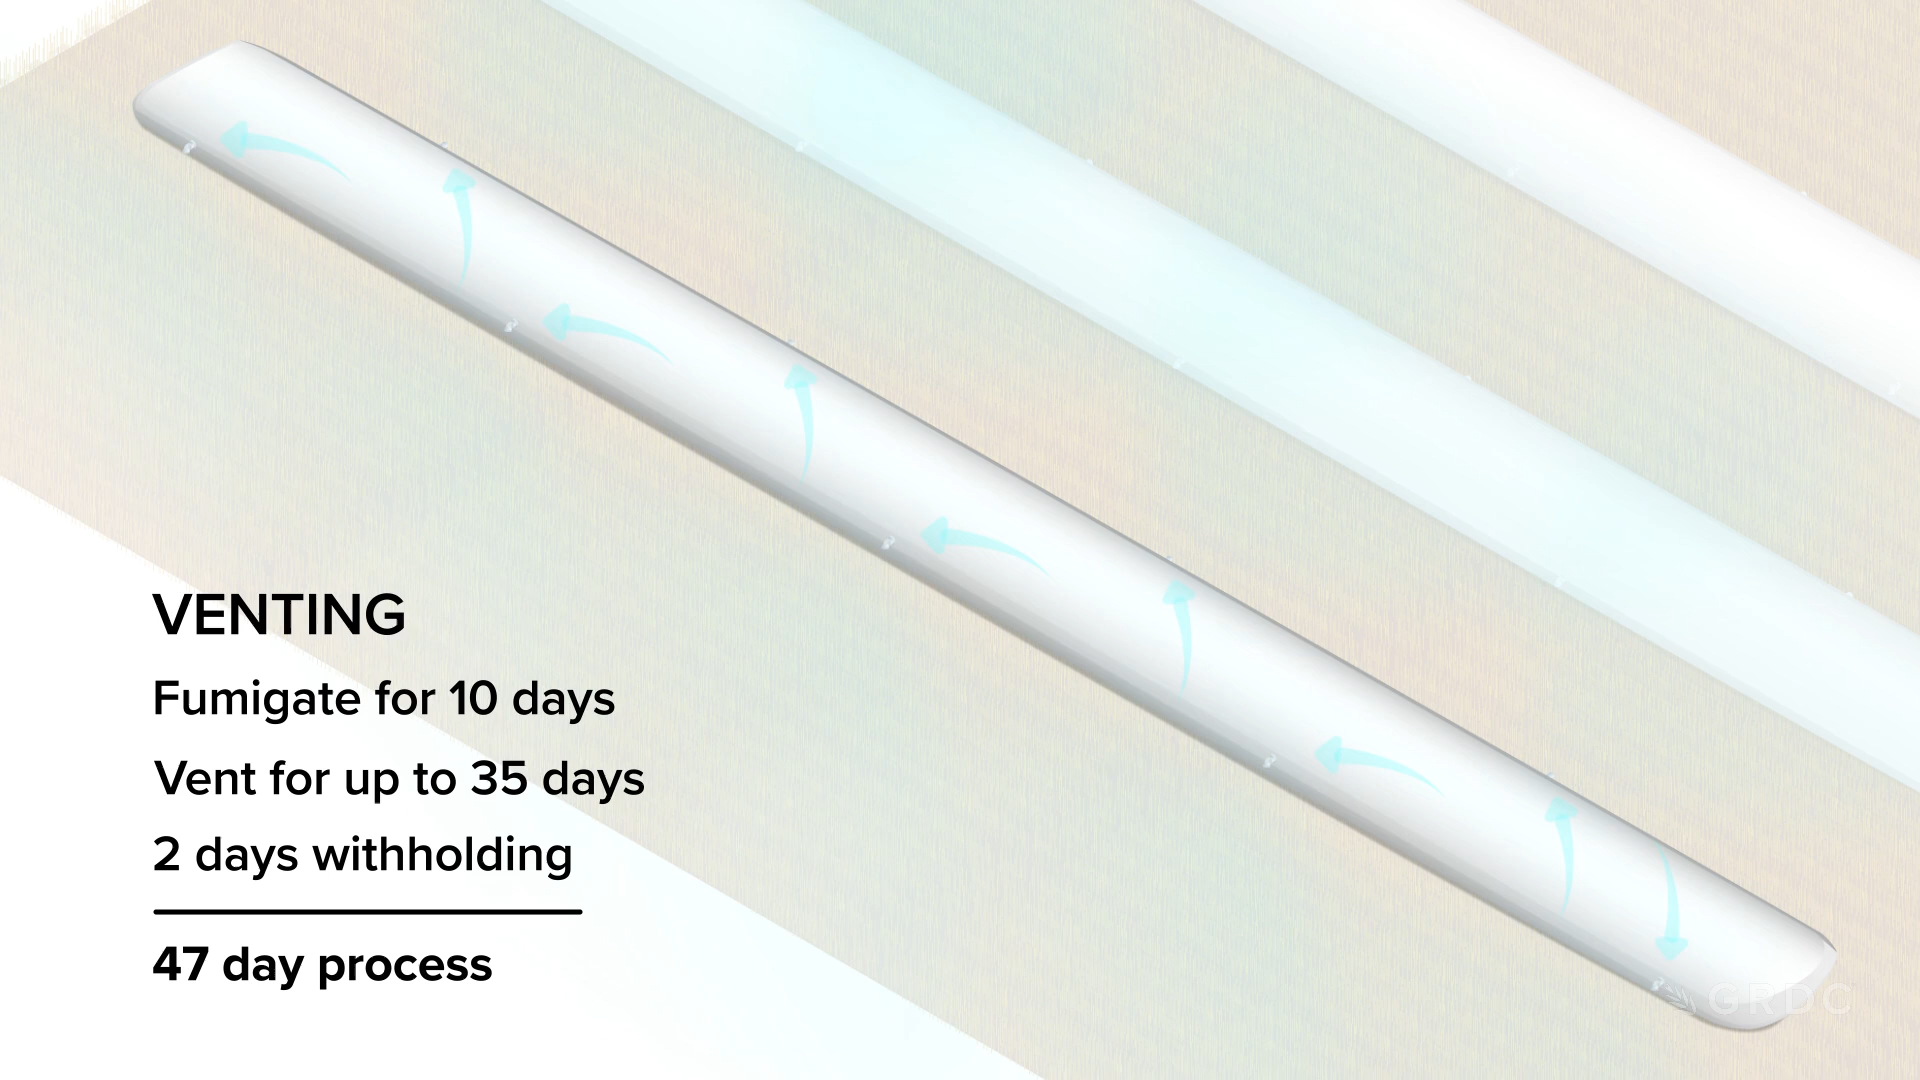 VENTING
Fumigate for 10 days
Vent for up to 35 days
2 days withholding
47 day process
GRDC